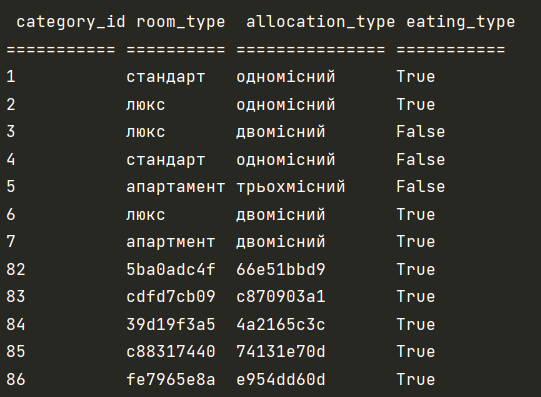 category_id room_type  allocation_type eating_type
=========== ========== =============== ===========
1           стандарт   одномісний      True
2           люкс       одномісний      True
3           люкс       двомісний       False
4           стандарт   одномісний      False
5           апартамент трьохмісний     False
6           люкс       двомісний       True
7           апартмент  двомісний       True
82          5ba0adc4f  66e51bbd9       True
83          cdfd7cb09  c870903a1       True
84          39d19f3a5  4a2165c3c       True
85          c88317440  74131e70d       True
86          fe7965e8a  e954dd60d       True